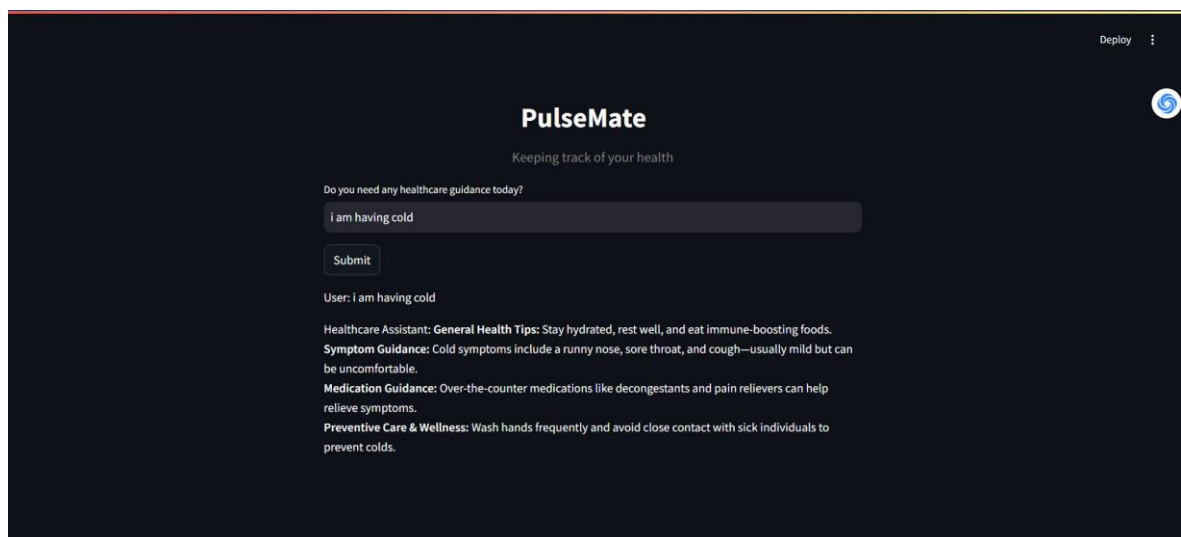 Deploy
PulseMate
Keeping track of your health
Do you need any healthcare guidance today?
i am having cold
Submit
User: i am having cold
Healthcare Assistant: General Health Tips: Stay hydrated, rest well, and eat immune-boosting foods.
Symptom Guidance: Cold symptoms include a runny nose, sore throat, and cough—usually mild but can
be uncomfortable.
Medication Guidance: Over-the-counter medications like decongestants and pain relievers can help
relieve symptoms.
Preventive Care & Wellness: Wash hands frequently and avoid close contact with sick individuals to
prevent colds.